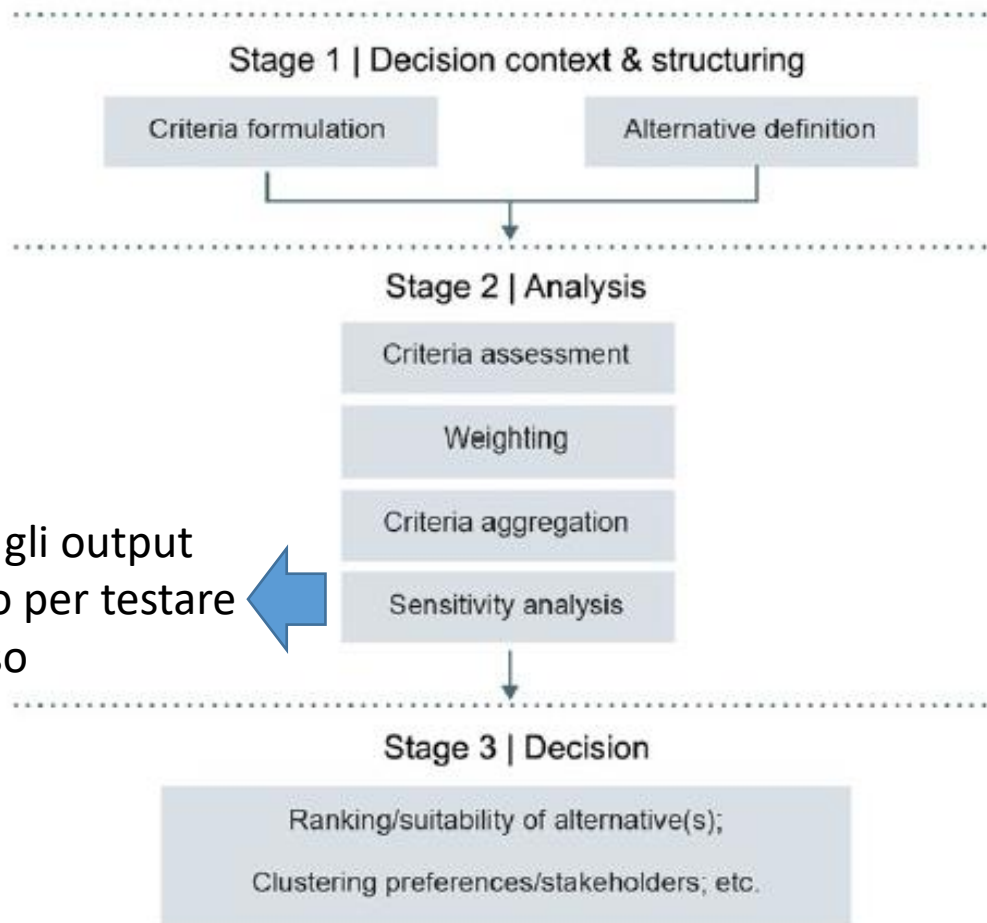 Stage 1 | Decision context & structuring
Criteria formulation
Alternative definition
Stage 2 | Analysis
Criteria assessment
Weighting
Criteria aggregation
Sensitivity analysis
gli output
per testare
Stage 3 | Decision
Ranking/suitability of alternative(s);
Clustering preferences/stakeholders; etc.